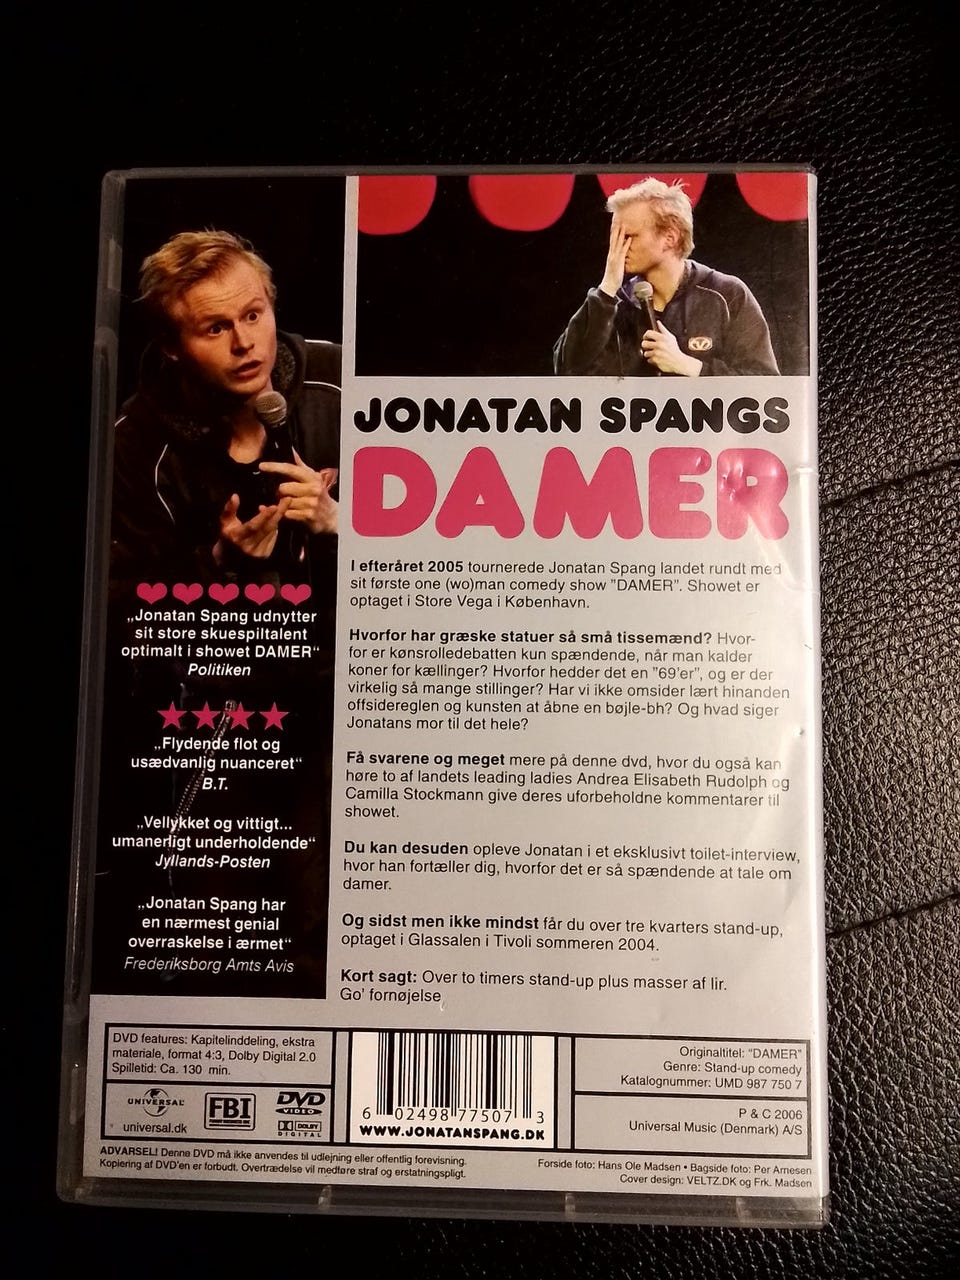 JONATAN SPANGS
DAMER
I efteråret 2005 tournerede Jonatan Spang landet rundt med
sit første one (wo)man comedy show "DAMER". Showet er
optaget i Store Vega i København.
Hvorfor har græske statuer så små tissemænd? Hvor-
for er kønsrolledebatten kun spændende, når man kalder
koner for kællinger? Hvorfor hedder det en "69'er", og er der
virkelig så mange stillinger? Har vi ikke omsider lært hinanden
offsidereglen og kunsten at åbne en bøjle-bh? Og hvad siger
Jonatans mor til det hele?
Få svarene og meget mere på denne dvd, hvor du også kan
høre to af landets leading ladies Andrea Elisabeth Rudolph og
Camilla Stockmann give deres uforbeholdne kommentarer til
showet.
Du kan desuden opleve Jonatan i et eksklusivt toilet-interview,
hvor han fortæller dig, hvorfor det er så spændende at tale om
damer.
Og sidst men ikke mindst får du over tre kvarters stand-up,
optaget i Glassalen i Tivoli sommeren 2004.
Kort sagt: Over to timers stand-up plus masser af lir.
Go' fornøjelse
„Jonatan Spang udnytter
sit store skuespiltalent
optimalt i showet DAMER“
Politiken
„Flydende flot og
usædvanlig nuanceret“
B.T.
„Vellykket og vittigt...
umanerligt underholdende“
Jyllands-Posten
„Jonatan Spang har
en nærmest genial
overraskelse i ærmet“
Frederiksborg Amts Avis
DVD features: Kapitelinddeling, ekstra
materiale, format 4:3, Dolby Digital 2.0
Spilletid: Ca. 130 min.
UNIVERSAL
universal.dk
FBI
DVD
VIDEO
DOLBY
DIGITAL
6 02498 77507 3
WWW.JONATANSPANG.DK
Originaltitel: "DAMER"
Genre: Stand-up comedy
Katalognummer: UMD 987 750 7
P & C 2006
Universal Music (Denmark) A/S
ADVARSEL! Denne DVD må ikke anvendes til udlejning eller offentlig forevisning.
Kopiering af DVD'en er forbudt. Overtrædelse vil medføre straf og erstatningspligt.
Forside foto: Hans Ole Madsen • Bagside foto: Per Arnesen
Cover design: VELTZ.DK og Frk. Madsen